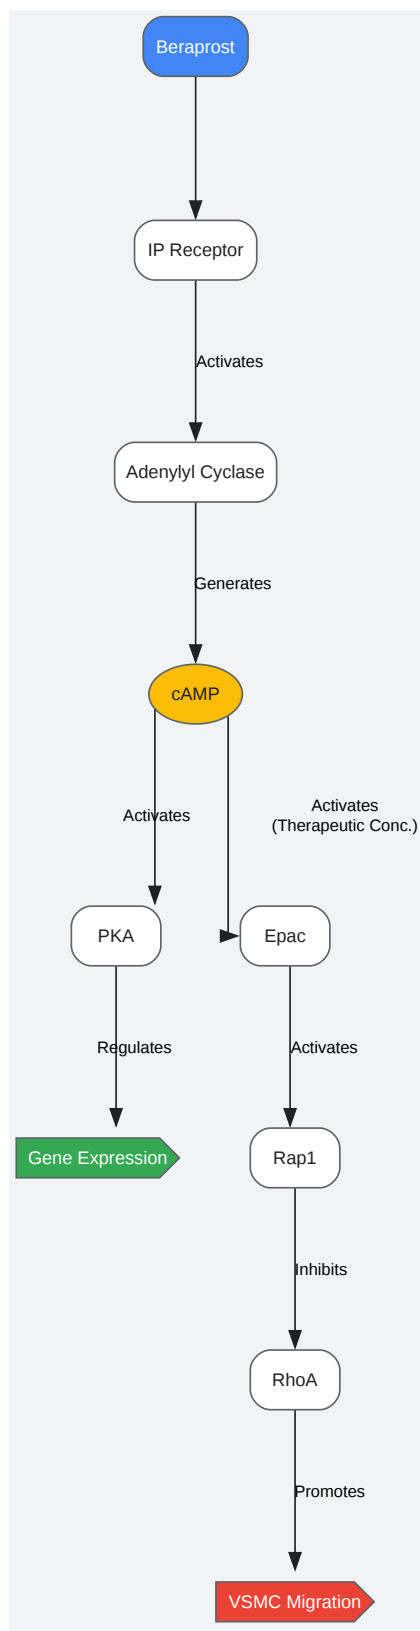 Beraprost
IP Receptor
Activates
Adenylyl Cyclase
Generates
cAMP
Activates
Activates
(Therapeutic Conc.)
PKA
Epac
Regulates
Activates
Gene Expression
Rap1
Inhibits
RhoA
Promotes
VSMC Migration